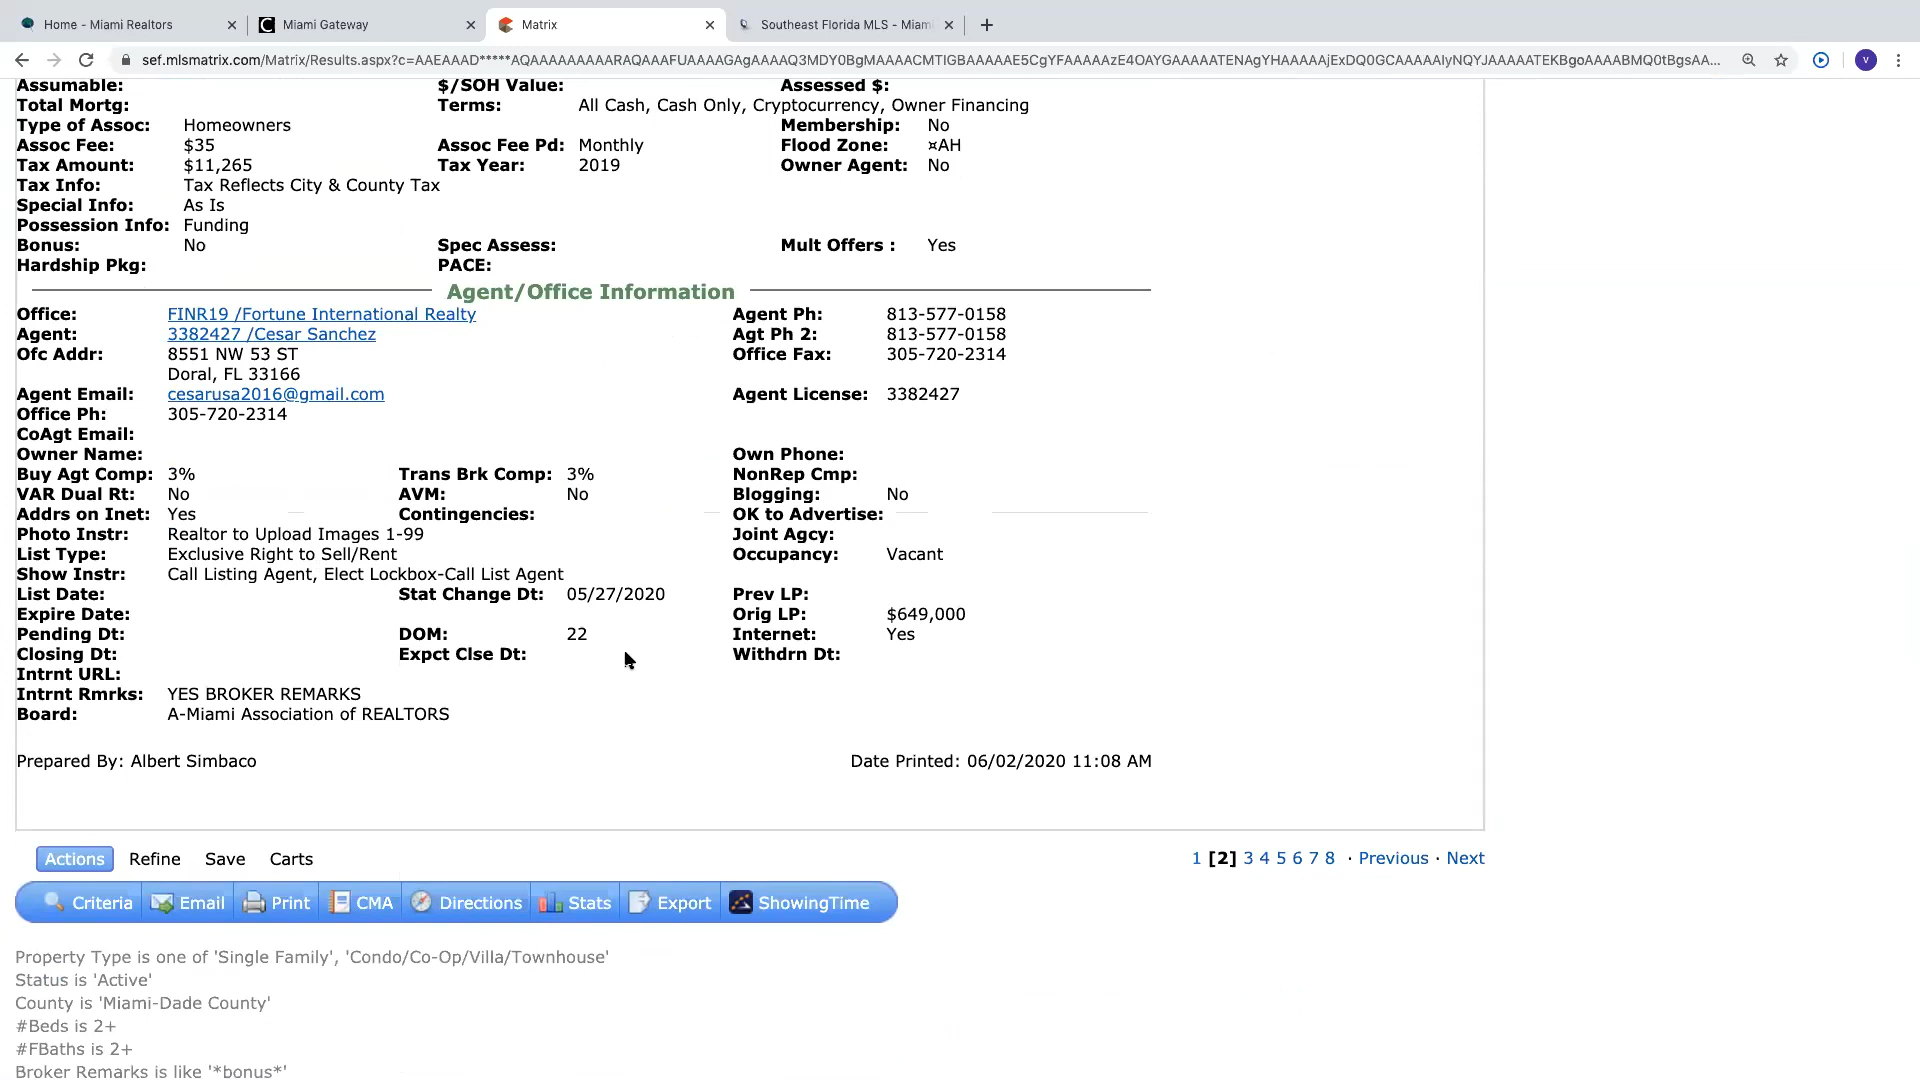 Home - Miami Realtors
Miami Gateway
Matrix
Southeast Florida MLS - Miam
sef.mlsmatrix.com/Matrix/Results.aspx?c=AAEAAAD*****AQAAAAAAAAARAQAAAFUAAAAGAgAAAAQ3MDY0BgMAAAACMTIGBAAAAAE5CgYFAAAAAzE4OAYGAAAAATENAgYHAAAAAjExDQ0GCAAAAAIyNQYJAAAAATEKBgoAAAABMQ0tBgsAA...
V
Assumable: $/SOH Value: Assessed $:
Total Mortg: Terms: All Cash, Cash Only, Cryptocurrency, Owner Financing
Type of Assoc: Homeowners Membership: No
Assoc Fee: $35 Assoc Fee Pd: Monthly Flood Zone: ¤AH
Tax Amount: $11,265 Tax Year: 2019 Owner Agent: No
Tax Info: Tax Reflects City & County Tax
Special Info: As Is
Possession Info: Funding
Bonus: No Spec Assess: Mult Offers : Yes
Hardship Pkg: PACE:
Agent/Office Information
Office: FINR19 /Fortune International Realty Agent Ph: 813-577-0158
Agent: 3382427 /Cesar Sanchez Agt Ph 2: 813-577-0158
Ofc Addr: 8551 NW 53 ST Office Fax: 305-720-2314
Doral, FL 33166
Agent Email: cesarusa2016@gmail.com Agent License: 3382427
Office Ph: 305-720-2314
CoAgt Email:
Owner Name: Own Phone:
Buy Agt Comp: 3% Trans Brk Comp: 3% NonRep Cmp:
VAR Dual Rt: No AVM: No Blogging: No
Addrs on Inet: Yes Contingencies: OK to Advertise:
Photo Instr: Realtor to Upload Images 1-99 Joint Agcy:
List Type: Exclusive Right to Sell/Rent Occupancy: Vacant
Show Instr: Call Listing Agent, Elect Lockbox-Call List Agent
List Date: Stat Change Dt: 05/27/2020 Prev LP:
Expire Date: Orig LP: $649,000
Pending Dt: DOM: 22 Internet: Yes
Closing Dt: Expct Clse Dt: Withdrn Dt:
Intrnt URL:
Intrnt Rmrks: YES BROKER REMARKS
Board: A-Miami Association of REALTORS
Prepared By: Albert Simbaco Date Printed: 06/02/2020 11:08 AM
Actions Refine Save Carts 1 [2] 3 4 5 6 7 8 · Previous · Next
Criteria Email Print CMA Directions Stats Export ShowingTime
Property Type is one of 'Single Family', 'Condo/Co-Op/Villa/Townhouse'
Status is 'Active'
County is 'Miami-Dade County'
#Beds is 2+
#FBaths is 2+
Broker Remarks is like '*bonus*'